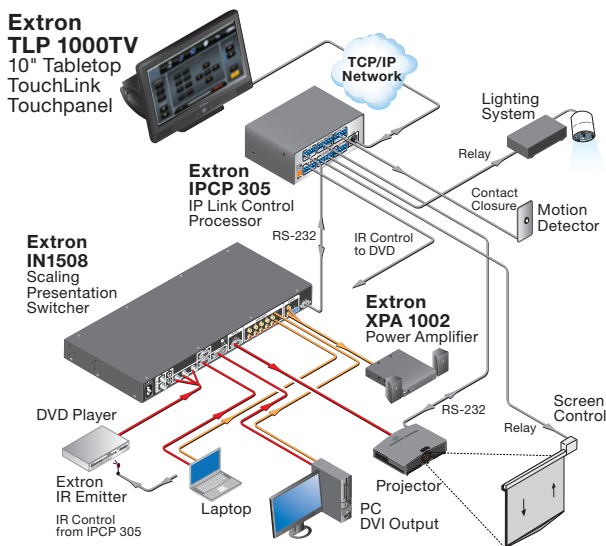 Extron
TLP 1000TV
10" Tabletop
TouchLink
Touchpanel
TCP/IP
Network
Lighting
System
Relay
Extron
IPCP 305
IP Link Control
Processor
Contact
Closure
Motion
Detector
RS-232
IR Control
to DVD
Extron
IN1508
Scaling
Presentation
Switcher
Extron
XPA 1002
Power Amplifier
DVD Player
RS-232
Screen
Control
Relay
Extron
IR Emitter
IR Control
from IPCP 305
Laptop
PC
DVI Output
Projector